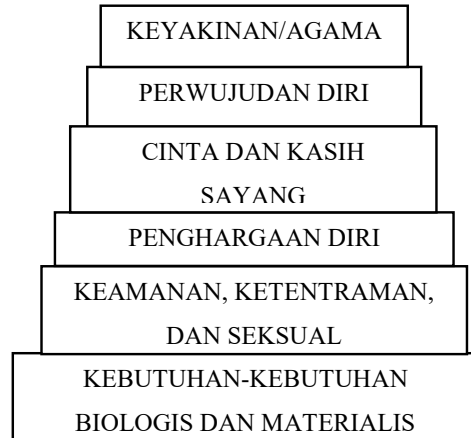 KEYAKINAN/AGAMA
PERWUJUDAN DIRI
CINTA DAN KASIH
SAYANG
PENGHARGAAN DIRI
KEAMANAN, KETENTRAMAN,
DAN SEKSUAL
KEBUTUHAN-KEBUTUHAN
BIOLOGIS DAN MATERIALIS